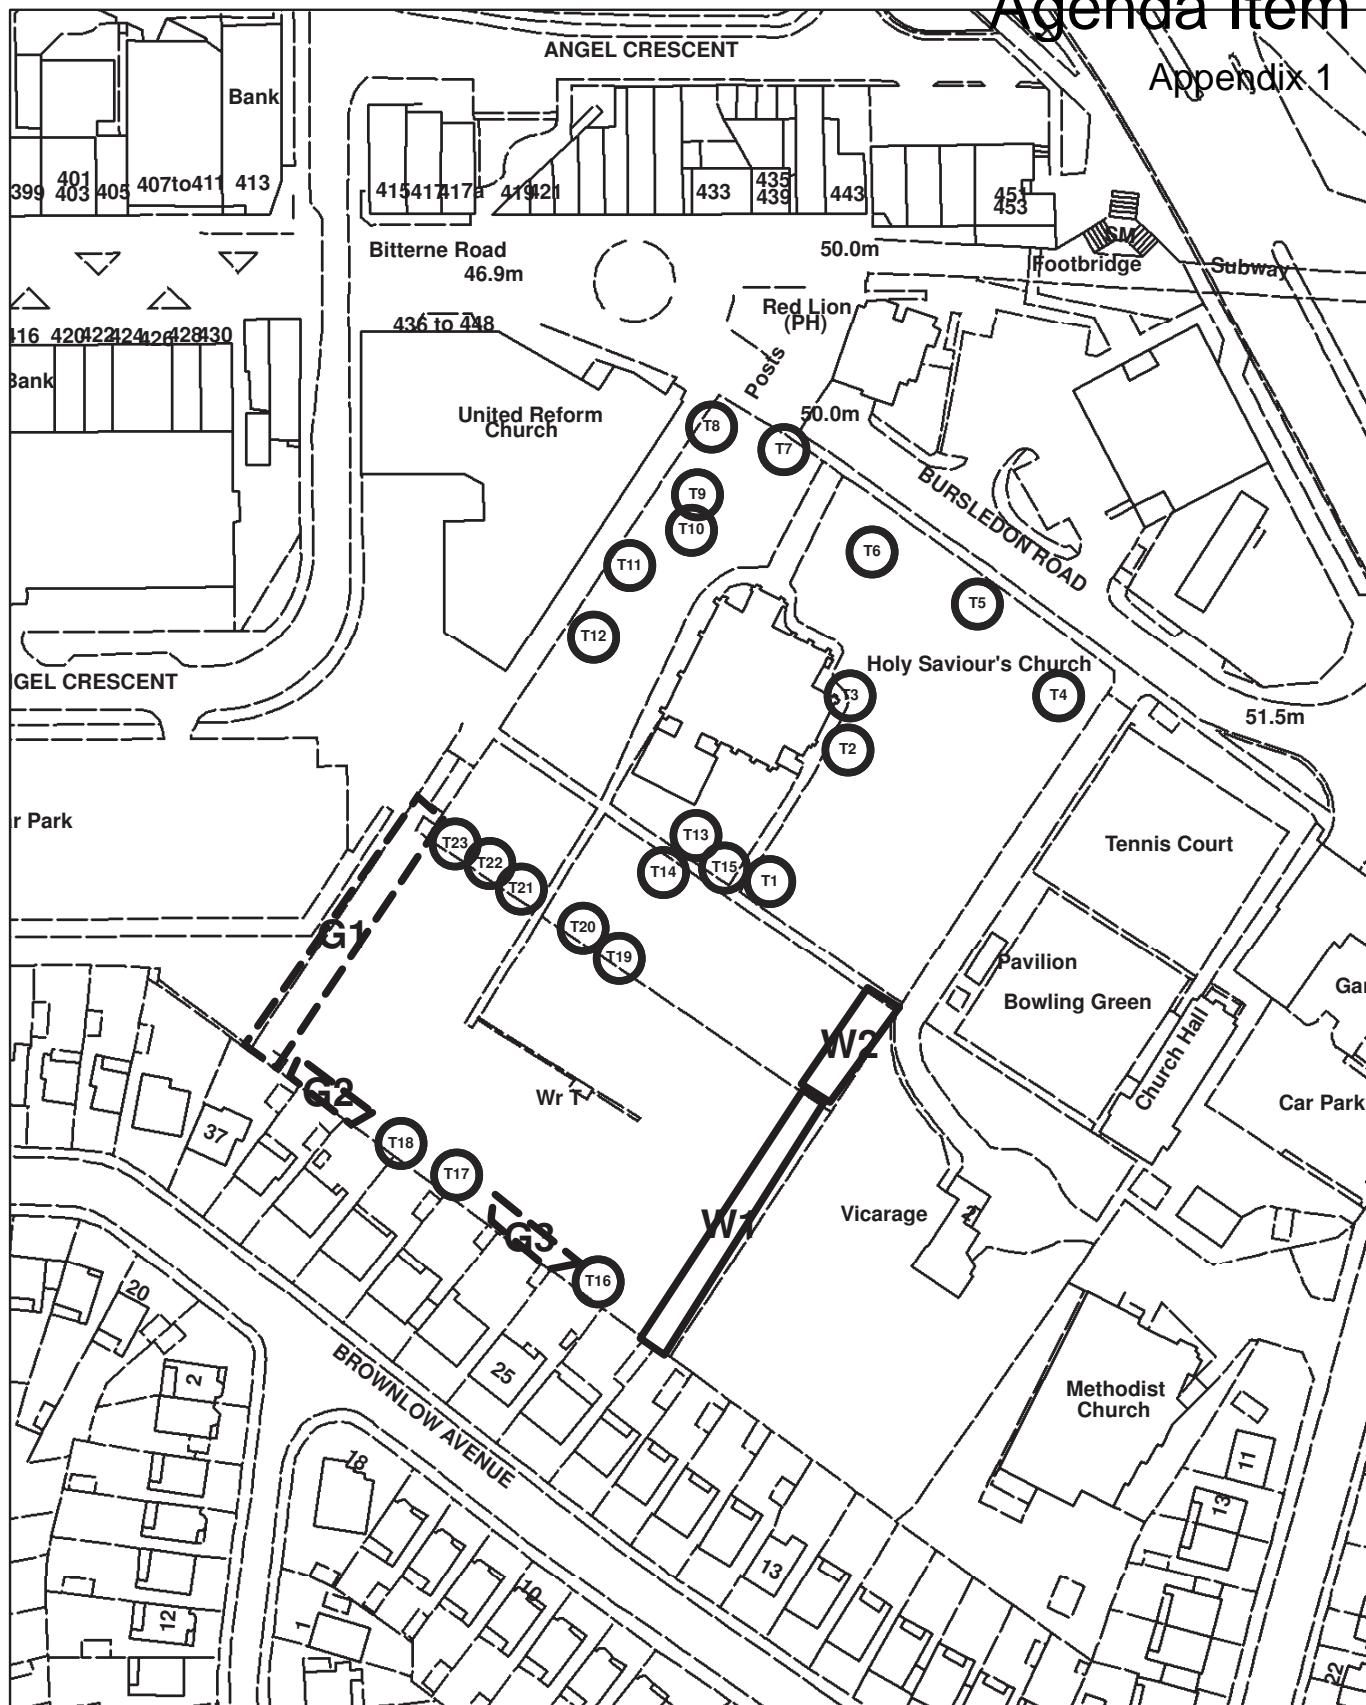 Agenda Item
Appendix 1
ANGEL CRESCENT
Bank
399
401
403
405
407to411
413
415
417
417a
419
421
433
435
439
443
451
453
SM
Footbridge
Subway
Bitterne Road
46.9m
50.0m
Red Lion
(PH)
Posts
436 to 448
416
420
422
424
426
428
430
Bank
United Reform
Church
50.0m
T8
T7
T9
T10
T11
T12
T6
T5
BURSLEDON ROAD
Holy Saviour's Church
T3
T4
T2
GEL CRESCENT
51.5m
r Park
Tennis Court
T23
T22
T21
T13
T14
T15
T1
T20
T19
G1
Pavilion
Bowling Green
Gar
W2
Church Hall
Car Park
Wr T
G2
37
T18
T17
G3
T16
W1
Vicarage
2
20
2
25
BROWNLOW AVENUE
Methodist
Church
11
13
18
13
10
12
1
22